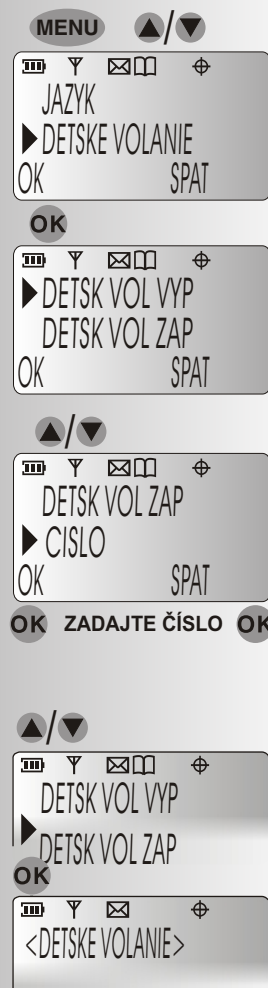 MENU ▲/▼
JAZYK
▶DETSKE VOLANIE
OK SPAT
OK
▶DETSK VOL VYP
DETSK VOL ZAP
OK SPAT
▲/▼
DETSK VOL ZAP
▶ CISLO
OK SPAT
OK ZADAJTE ČÍSLO OK
▲/▼
DETSK VOL VYP
▶DETSK VOL ZAP
OK
<DETSKE VOLANIE>